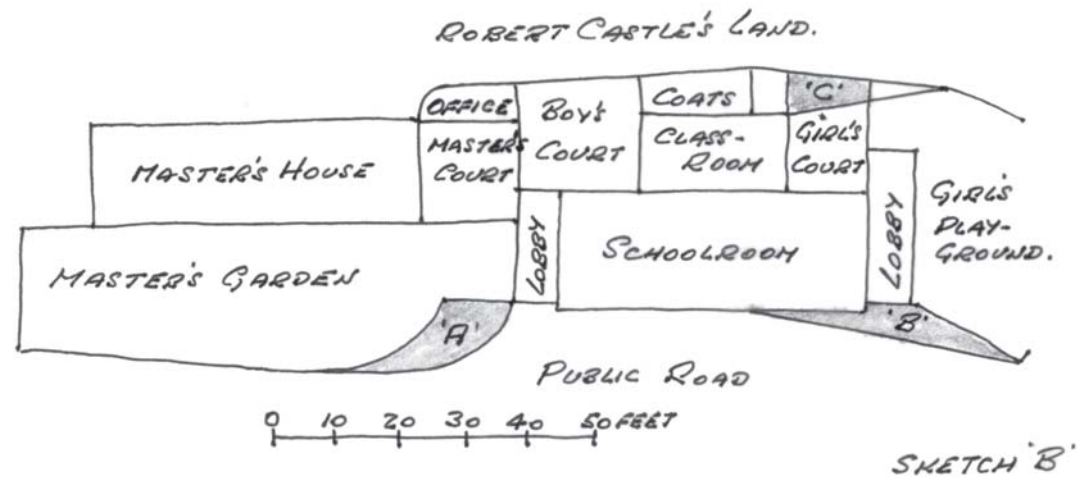 ROBERT CASTLE'S LAND.
OFFICE
BOY'S
COURT
COATS
'C'
MASTER'S HOUSE
MASTER'S
COURT
CLASS-
ROOM
GIRL'S
COURT
MASTER'S GARDEN
LOBBY
SCHOOLROOM
LOBBY
GIRL'S
PLAY-
GROUND.
'A'
'B'
PUBLIC ROAD
0 10 20 30 40 50 FEET
SKETCH 'B'